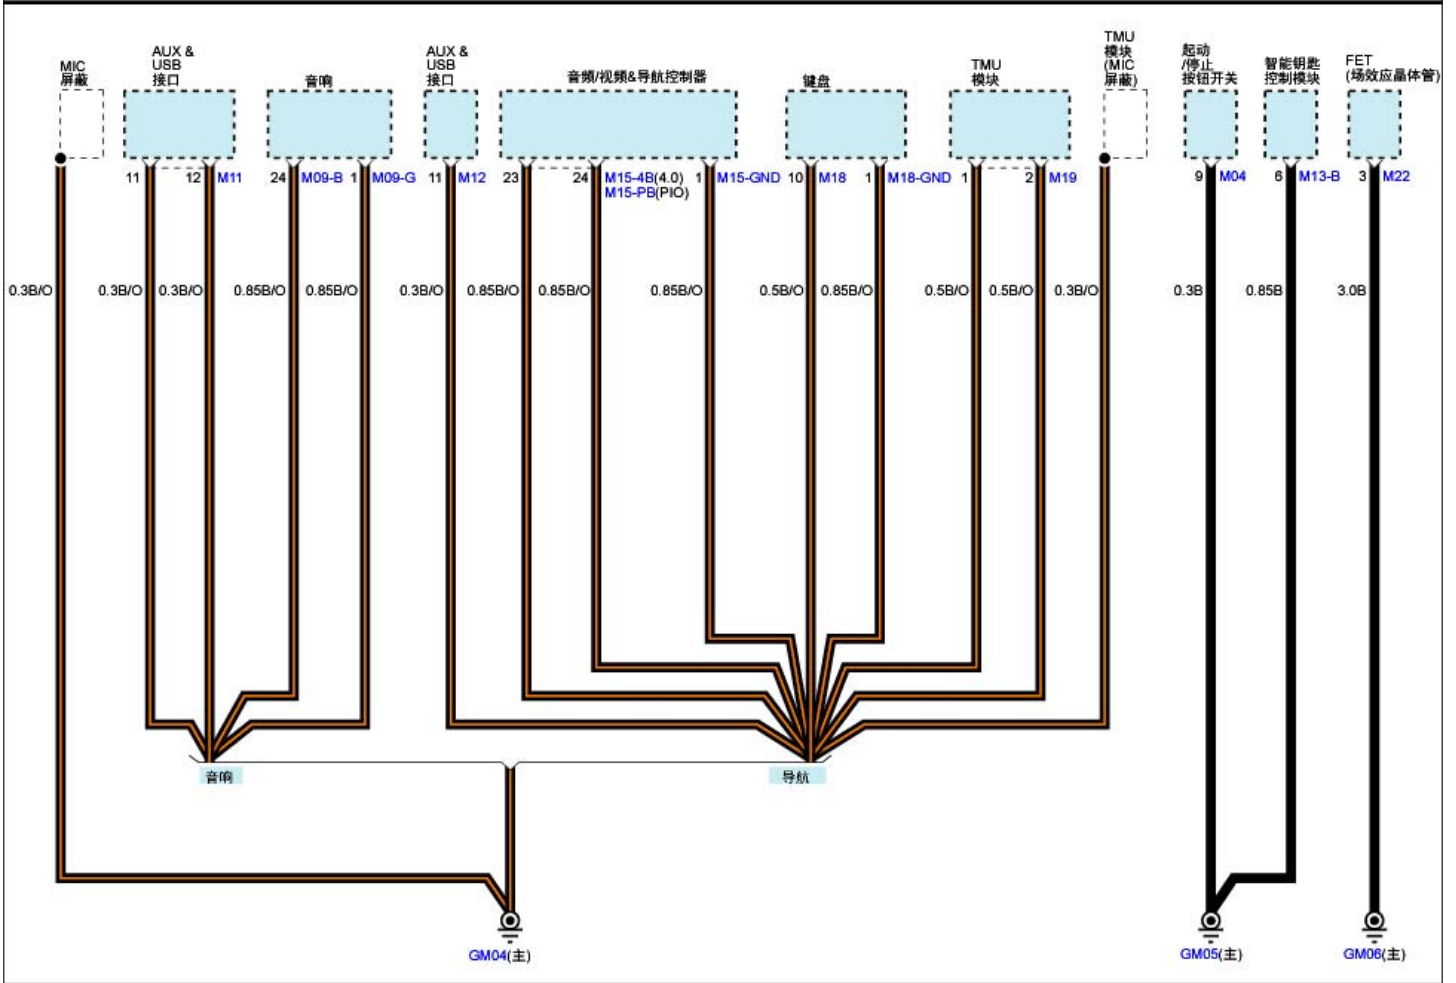 MIC
屏蔽
AUX &
USB
接口
音响
AUX &
USB
接口
音频/视频&导航控制器
键盘
TMU
模块
TMU
模块
(MIC
屏蔽)
起动
/停止
按钮开关
智能钥匙
控制模块
FET
(场效应晶体管)
11 12 M11 24 M09-B 1 M09-G 11 M12 23 24 M15-4B(4.0) 1 M15-GND 10 M18 1 M18-GND 1 2 M19 9 M04 6 M13-B 3 M22
M15-PB(PIO)
0.3B/O 0.3B/O 0.3B/O 0.85B/O 0.85B/O 0.3B/O 0.85B/O 0.85B/O 0.85B/O 0.5B/O 0.85B/O 0.5B/O 0.5B/O 0.3B/O 0.3B 0.85B 3.0B
音响 导航
GM04(主) GM05(主) GM06(主)